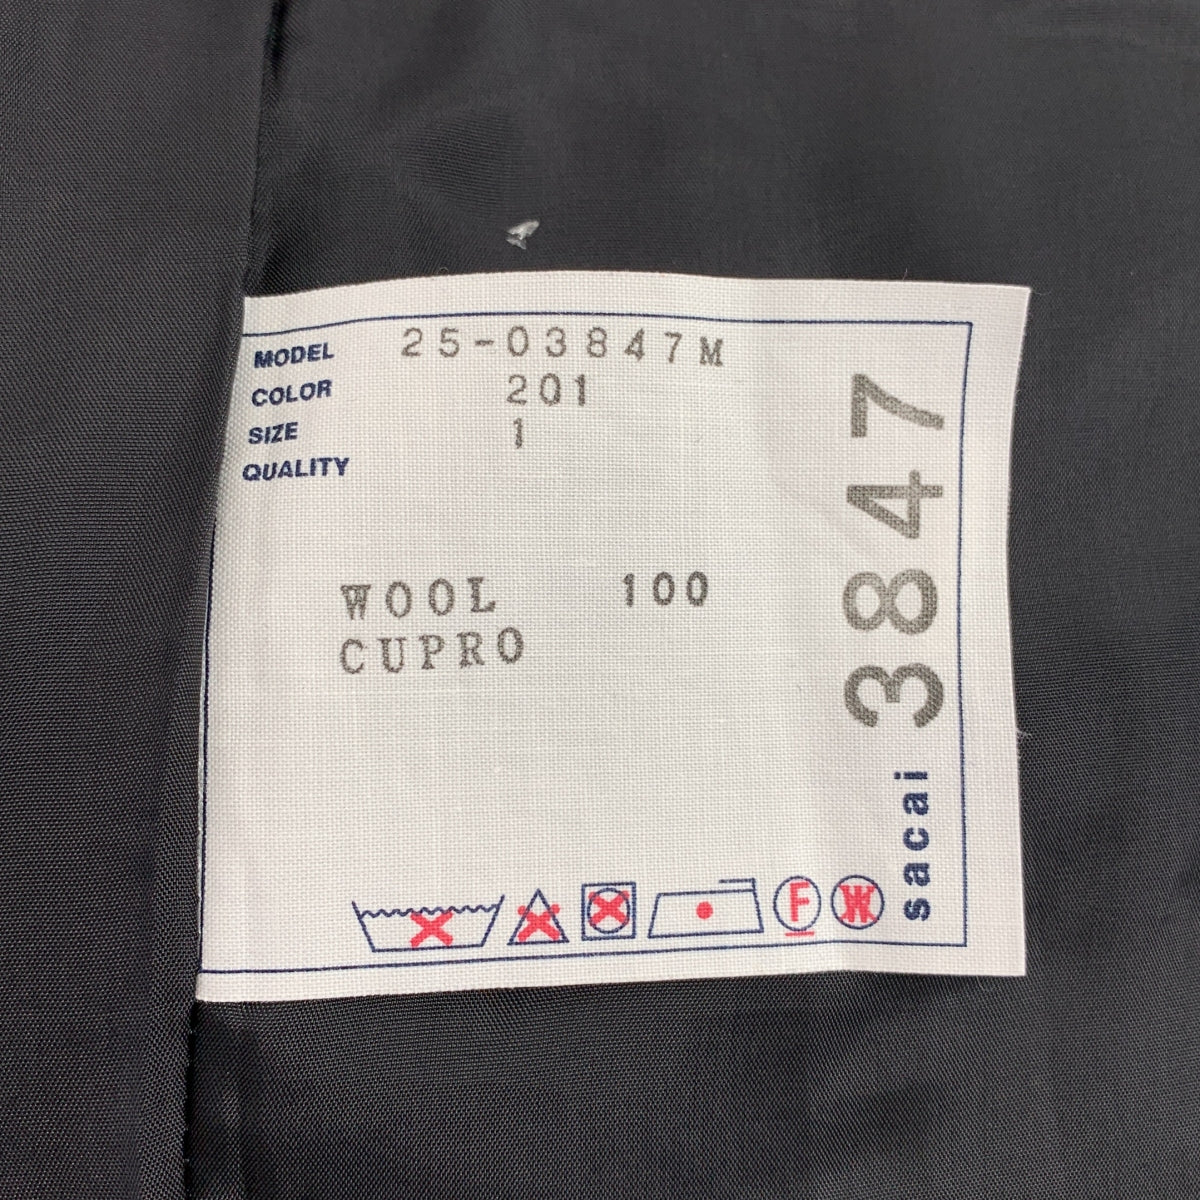 MODEL 25-03847M
COLOR 201
SIZE 1
QUALITY
WOOL 100
CUPRO
F
W
sacai 3847